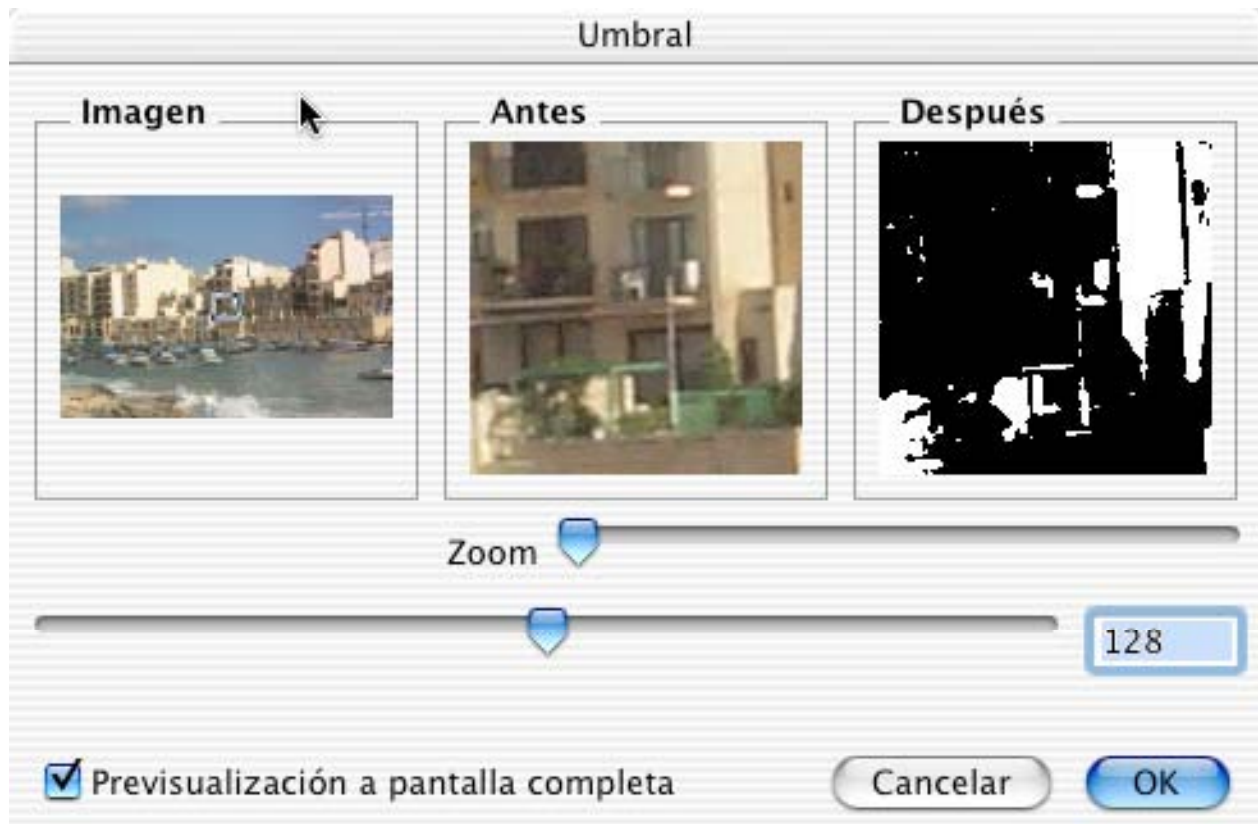 Umbral
Imagen
Antes
Después
Zoom
128
Previsualización a pantalla completa
Cancelar
OK